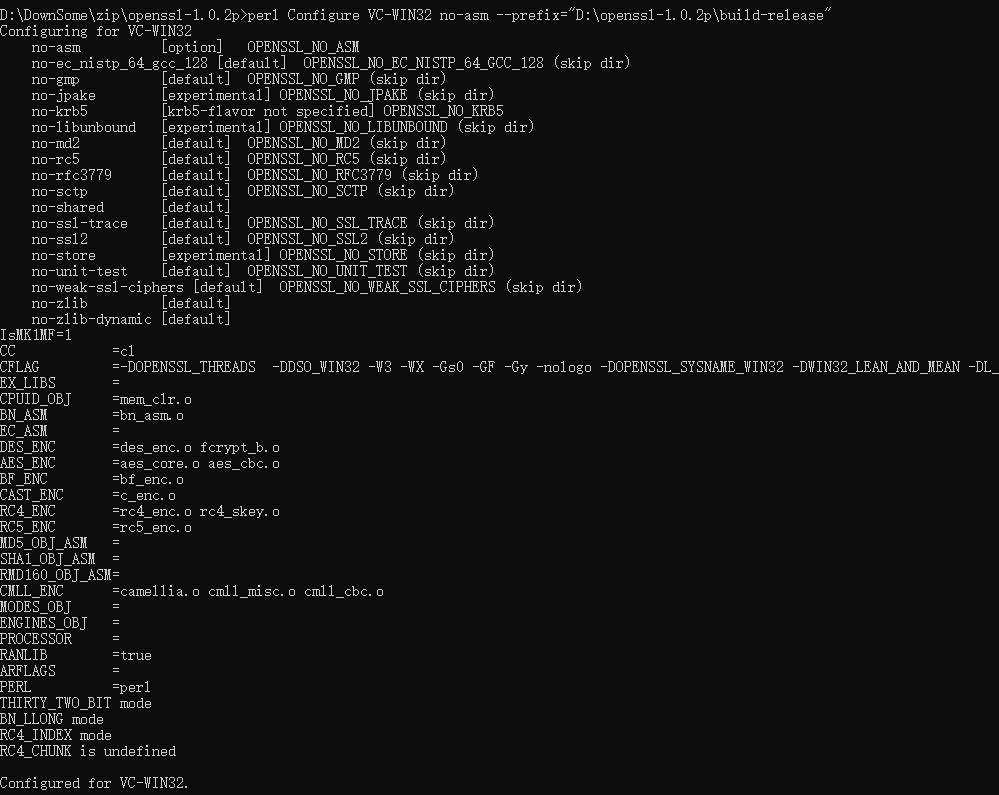 D:\DownSome\zip\openssl-1.0.2p>perl Configure VC-WIN32 no-asm --prefix="D:\openssl-1.0.2p\build-release"
Configuring for VC-WIN32
    no-asm          [option]   OPENSSL_NO_ASM
    no-ec_nistp_64_gcc_128 [default]  OPENSSL_NO_EC_NISTP_64_GCC_128 (skip dir)
    no-gmp          [default]  OPENSSL_NO_GMP (skip dir)
    no-jpake        [experimental] OPENSSL_NO_JPAKE (skip dir)
    no-krb5         [krb5-flavor not specified] OPENSSL_NO_KRB5
    no-libunbound   [experimental] OPENSSL_NO_LIBUNBOUND (skip dir)
    no-md2          [default]  OPENSSL_NO_MD2 (skip dir)
    no-rc5          [default]  OPENSSL_NO_RC5 (skip dir)
    no-rfc3779      [default]  OPENSSL_NO_RFC3779 (skip dir)
    no-sctp         [default]  OPENSSL_NO_SCTP (skip dir)
    no-shared       [default]
    no-ssl-trace    [default]  OPENSSL_NO_SSL_TRACE (skip dir)
    no-ssl2         [default]  OPENSSL_NO_SSL2 (skip dir)
    no-store        [experimental] OPENSSL_NO_STORE (skip dir)
    no-unit-test    [default]  OPENSSL_NO_UNIT_TEST (skip dir)
    no-weak-ssl-ciphers [default]  OPENSSL_NO_WEAK_SSL_CIPHERS (skip dir)
    no-zlib         [default]
    no-zlib-dynamic [default]
IsMK1MF=1
CC            =cl
CFLAG         =-DOPENSSL_THREADS  -DDSO_WIN32 -W3 -WX -Gs0 -GF -Gy -nologo -DOPENSSL_SYSNAME_WIN32 -DWIN32_LEAN_AND_MEAN -DL_
EX_LIBS       =
CPUID_OBJ     =mem_clr.o
BN_ASM        =bn_asm.o
EC_ASM        =
DES_ENC       =des_enc.o fcrypt_b.o
AES_ENC       =aes_core.o aes_cbc.o
BF_ENC        =bf_enc.o
CAST_ENC      =c_enc.o
RC4_ENC       =rc4_enc.o rc4_skey.o
RC5_ENC       =rc5_enc.o
MD5_OBJ_ASM   =
SHA1_OBJ_ASM  =
RMD160_OBJ_ASM=
CMLL_ENC      =camellia.o cmll_misc.o cmll_cbc.o
MODES_OBJ     =
ENGINES_OBJ   =
PROCESSOR     =
RANLIB        =true
ARFLAGS       =
PERL          =perl
THIRTY_TWO_BIT mode
BN_LLONG mode
RC4_INDEX mode
RC4_CHUNK is undefined

Configured for VC-WIN32.